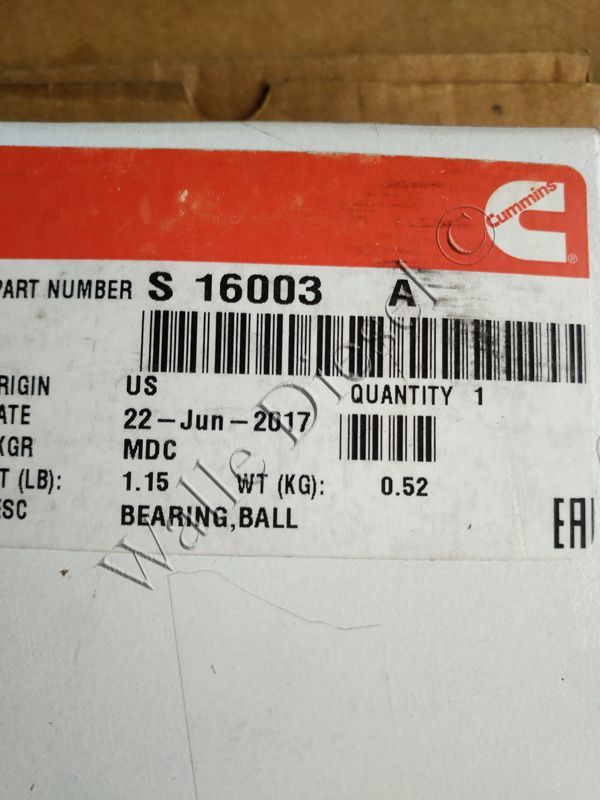 Cummins
®
PART NUMBER S 16003 A
RIGIN US QUANTITY 1
ATE 22-Jun-2017
KGR MDC
T (LB): 1.15 WT (KG): 0.52
ESC BEARING,BALL
EAC
Walle Diesel ©